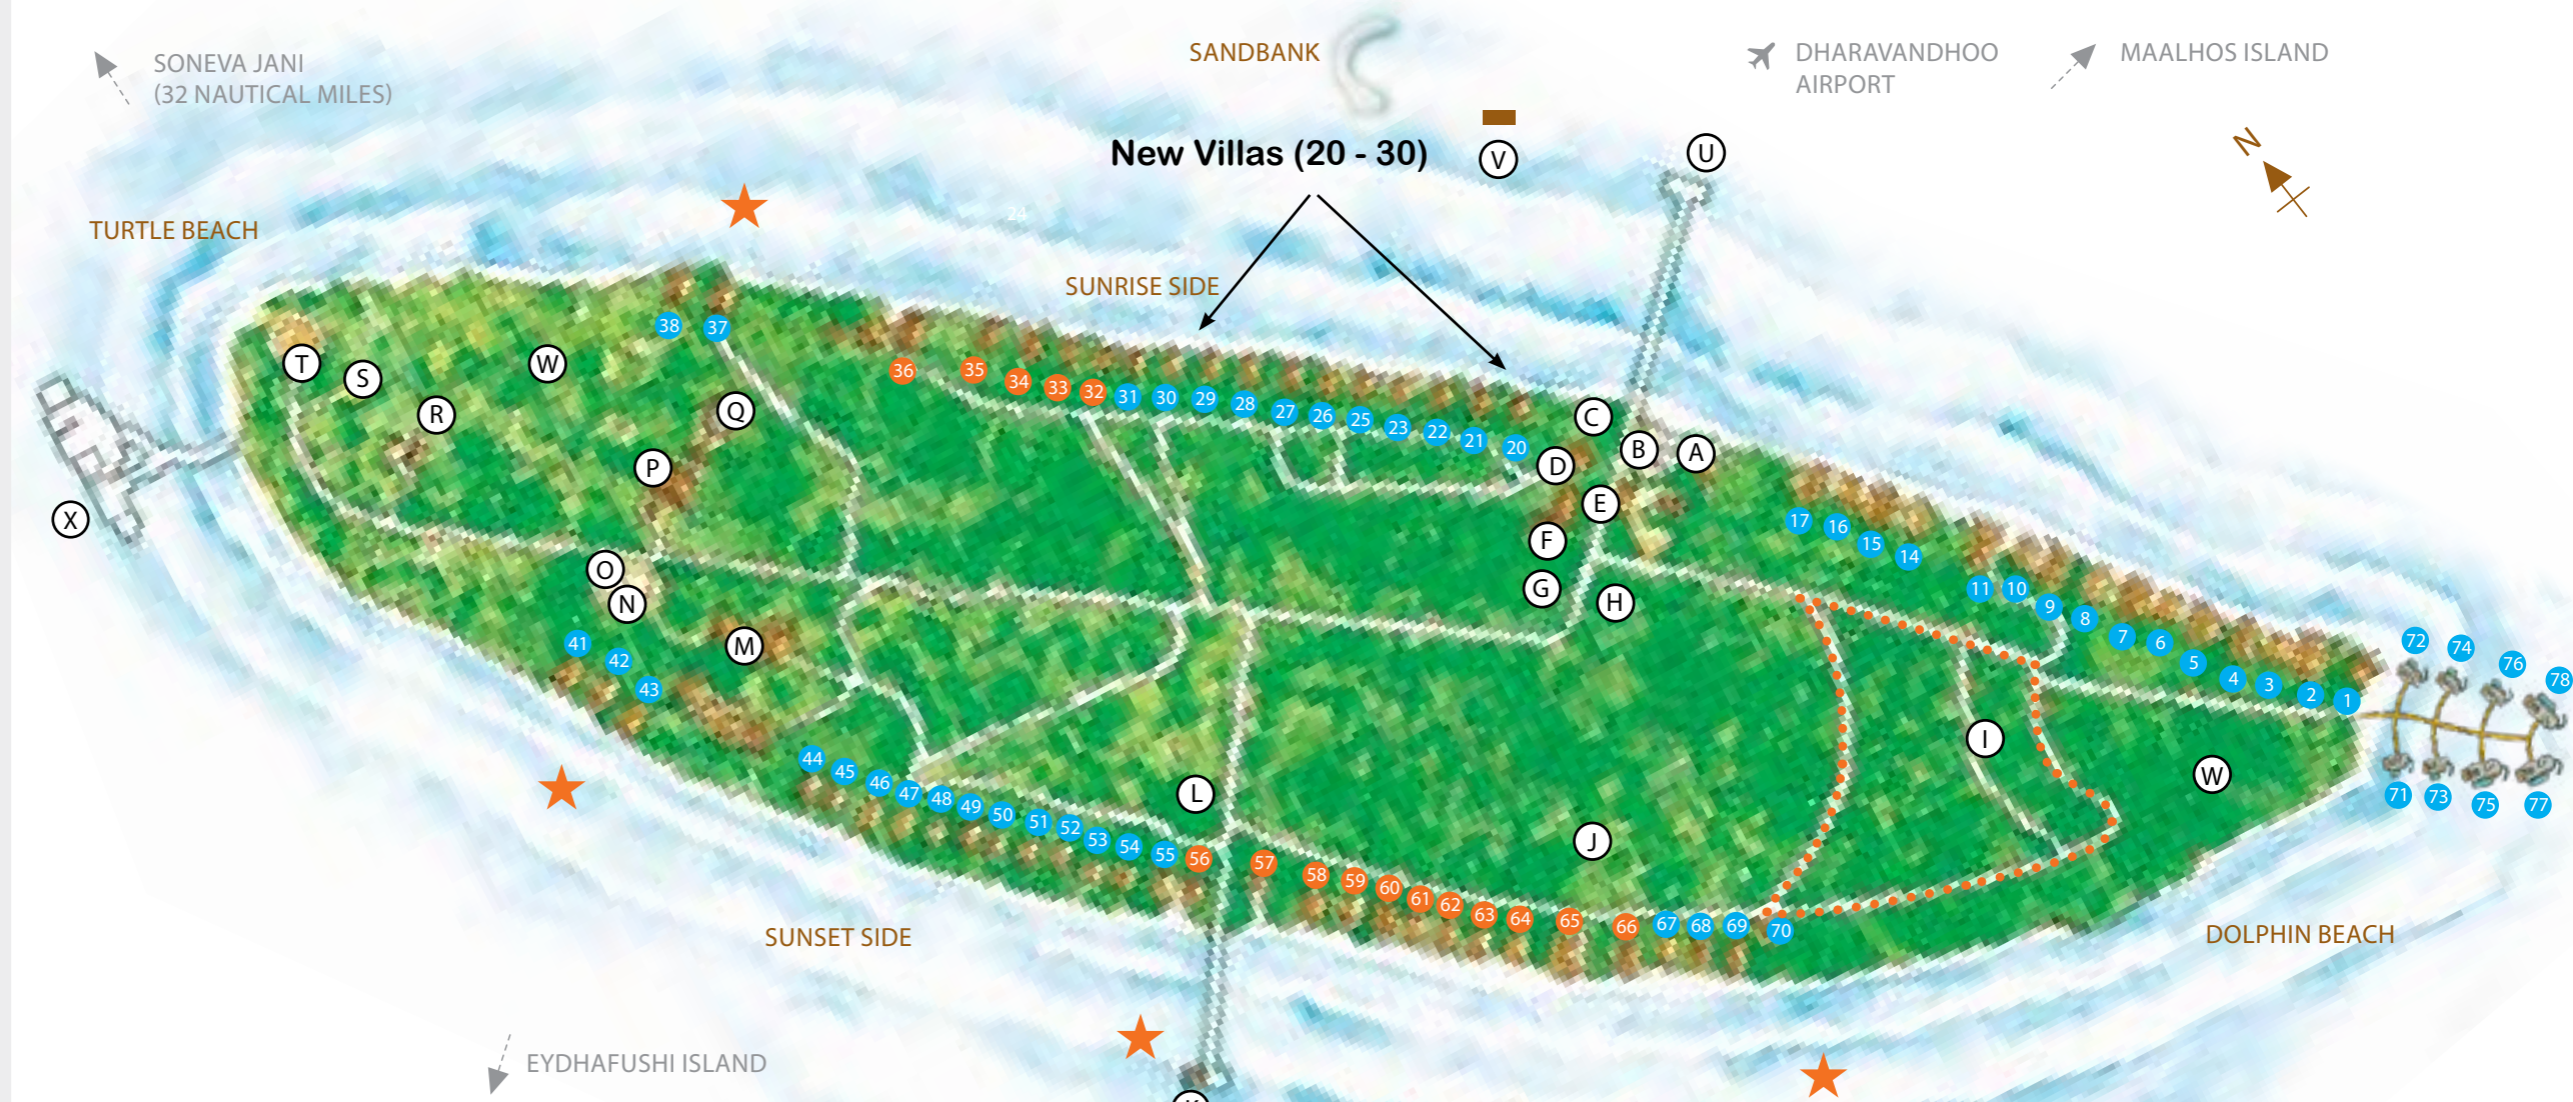 SONEVA JANI
(32 NAUTICAL MILES)
SANDBANK
DHARAVANDHOO
AIRPORT
MAALHOS ISLAND
N
New Villas (20 - 30)
V
U
TURTLE BEACH
24
SUNRISE SIDE
38 37
T S R W Q P
36 35 34 33 32 31 30 29 28 27 26 25 23 22 21 20
C B A D E F G H
17 16 15 14 11 10 9 8 7 6 5 4 3 2 1
72 74 76 78
71 73 75 77
X
O
N
M
41 42 43
44 45 46 47 48 49 50 51 52 53 54 55 56 57 58 59 60 61 62 63 64 65 66 67 68 69 70
L
J
I
W
SUNSET SIDE
DOLPHIN BEACH
EYDHAFUSHI ISLAND